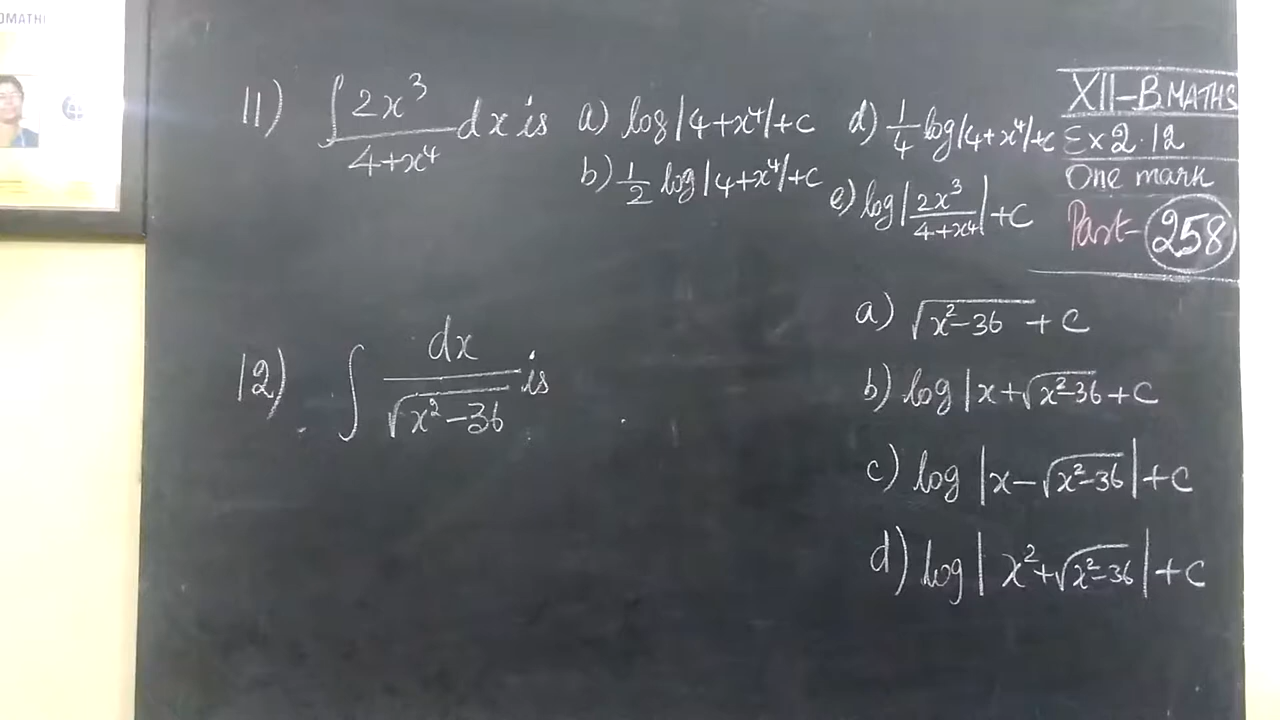 OMATHI
11) ∫ 2x³/4+x⁴ dx is a) log|4+x⁴|+c d) 1/4 log|4+x⁴|+c
b) 1/2 log|4+x⁴|+c e) log|2x³/4+x⁴|+c
XII-B.MATHS
Ex 2.12
One mark
Part-258
12) ∫ dx/√x²-36 is
a) √x²-36 + c
b) log|x+√x²-36+c
c) log|x-√x²-36|+c
d) log|x²+√x²-36|+c